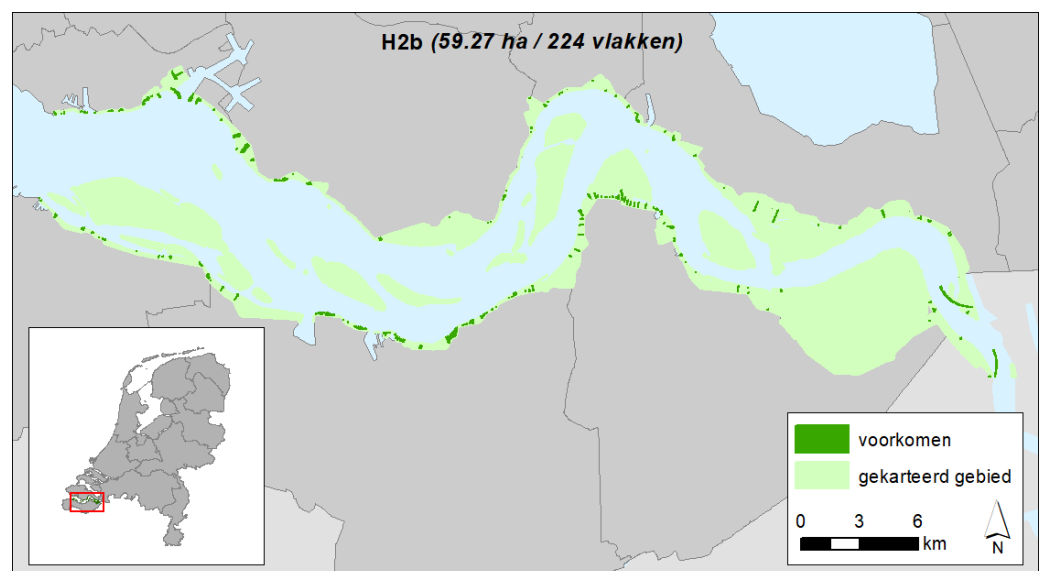 H2b (59.27 ha / 224 vlakken)
voorkomen
gekarteerd gebied
0 3 6
km
N